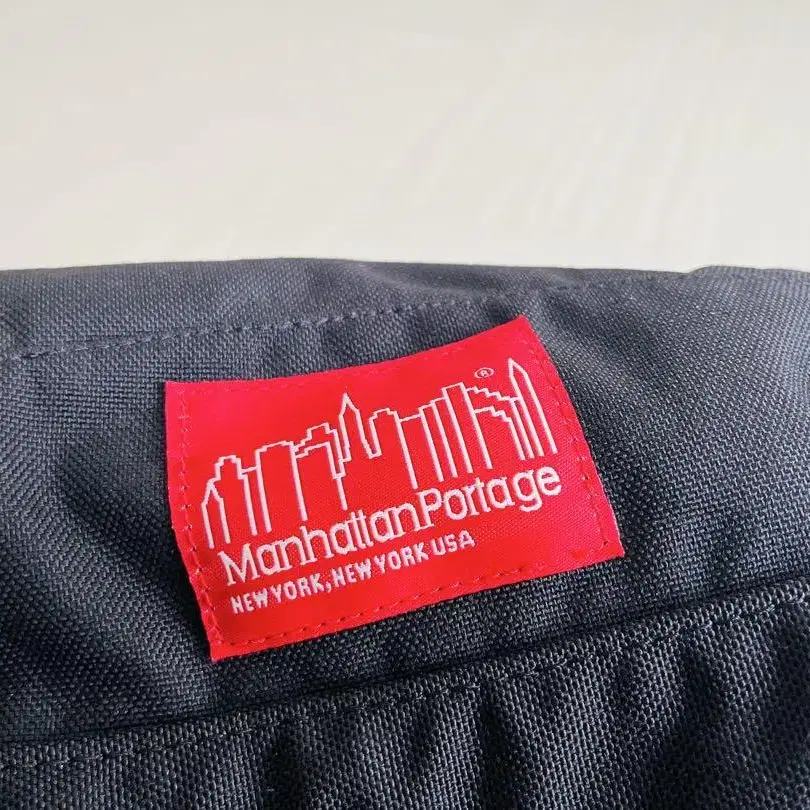 ®
ManhattanPortage
NEW YORK, NEW YORK USA